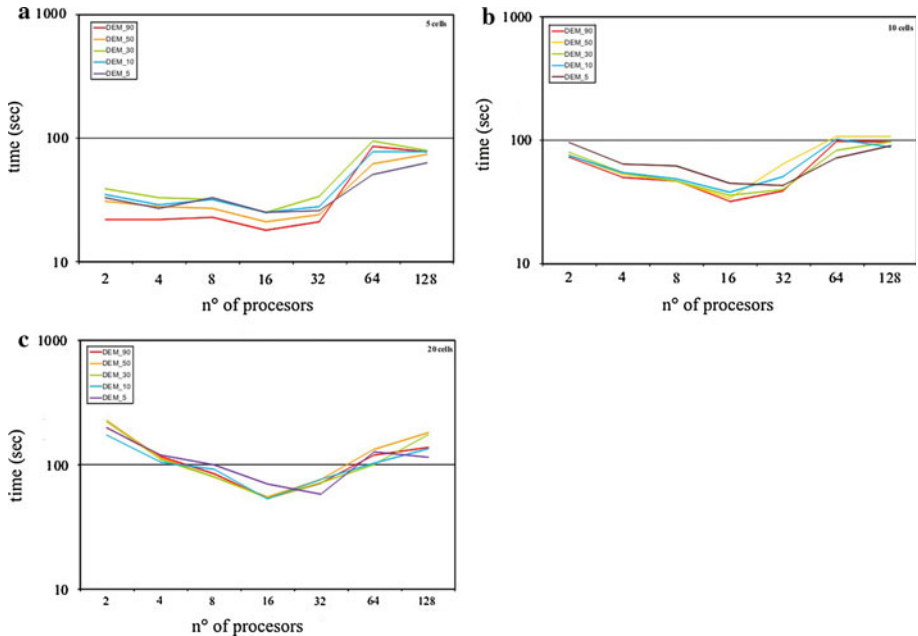 a
1000
5 cells
DEM_90
DEM_50
DEM_30
DEM_10
DEM_5
time (sec)
100
10
2 4 8 16 32 64 128
n° of procesors
b
1000
10 cells
DEM_90
DEM_50
DEM_30
DEM_10
DEM_5
time (sec)
100
10
2 4 8 16 32 64 128
n° of procesors
c
1000
20 cells
DEM_90
DEM_50
DEM_30
DEM_10
DEM_5
time (sec)
100
10
2 4 8 16 32 64 128
n° of procesors